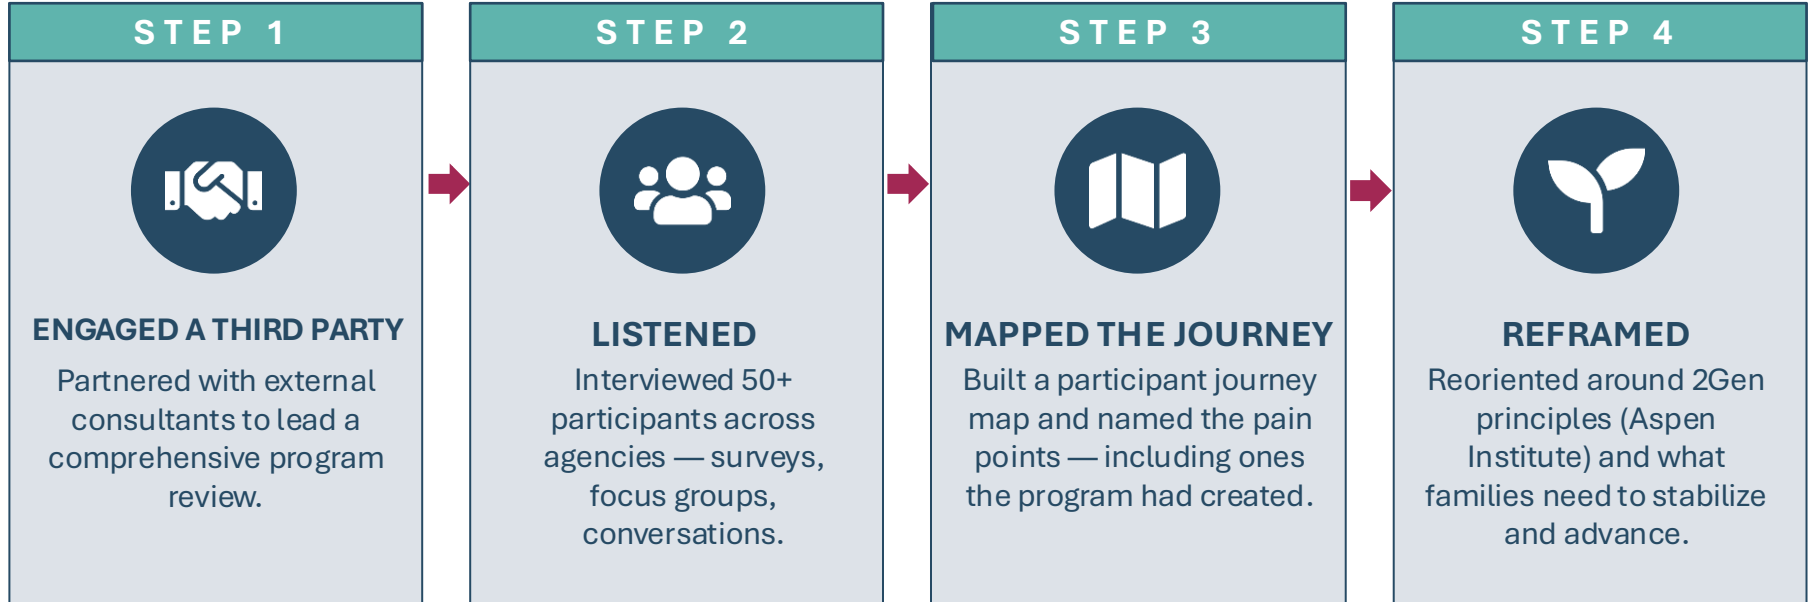 STEP 1
ENGAGED A THIRD PARTY
Partnered with external
consultants to lead a
comprehensive program
review.
STEP 2
LISTENED
Interviewed 50+
participants across
agencies — surveys,
focus groups,
conversations.
STEP 3
MAPPED THE JOURNEY
Built a participant journey
map and named the pain
points — including ones
the program had created.
STEP 4
REFRAMED
Reoriented around 2Gen
principles (Aspen
Institute) and what
families need to stabilize
and advance.